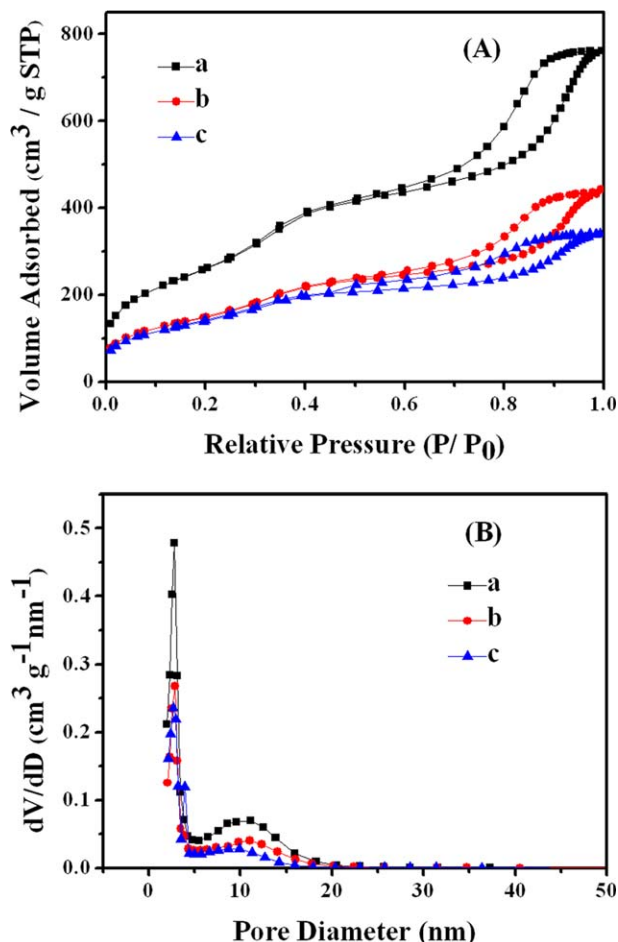 (A)
a
b
c
Volume Adsorbed (cm³ / g STP)
800
600
400
200
0
0.0 0.2 0.4 0.6 0.8 1.0
Relative Pressure (P/ P₀)
(B)
a
b
c
dV/dD (cm³ g⁻¹nm⁻¹)
0.5
0.4
0.3
0.2
0.1
0.0
0 10 20 30 40 50
Pore Diameter (nm)